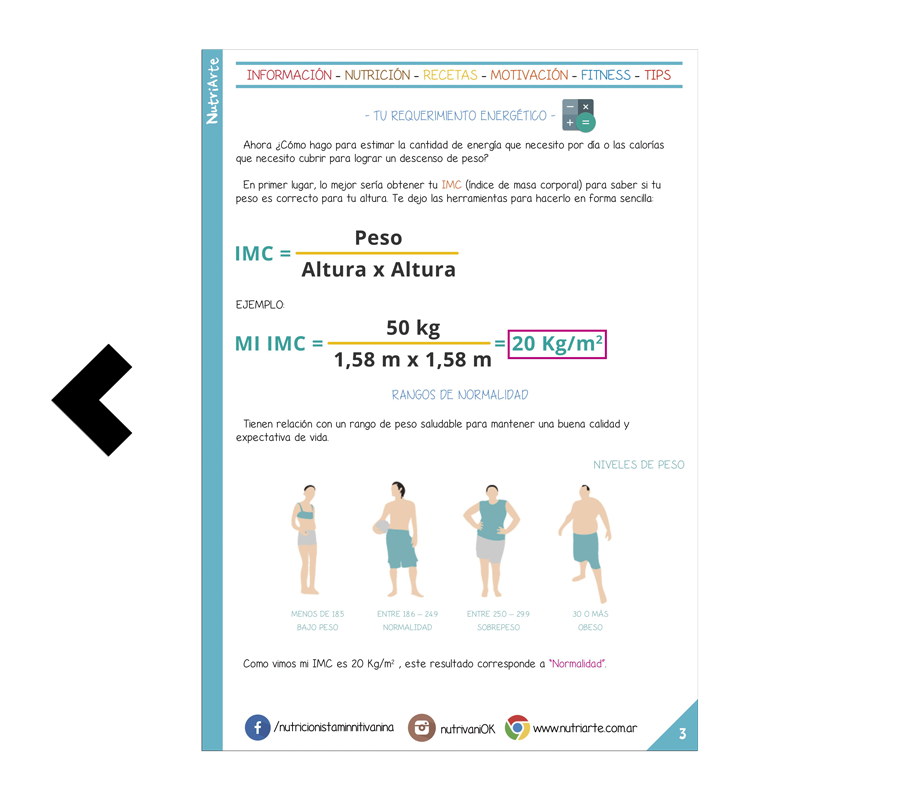 NutriArte
INFORMACIÓN - NUTRICIÓN - RECETAS - MOTIVACIÓN - FITNESS - TIPS
- TU REQUERIMIENTO ENERGÉTICO -
Ahora ¿Cómo hago para estimar la cantidad de energía que necesito por día o las calorías
que necesito cubrir para lograr un descenso de peso?
En primer lugar, lo mejor sería obtener tu IMC (índice de masa corporal) para saber si tu
peso es correcto para tu altura. Te dejo las herramientas para hacerlo en forma sencilla:
Peso
IMC =
Altura x Altura
EJEMPLO:
50 kg
MI IMC = = 20 Kg/m²
1,58 m x 1,58 m
RANGOS DE NORMALIDAD
Tienen relación con un rango de peso saludable para mantener una buena calidad y
expectativa de vida.
NIVELES DE PESO
MENOS DE 18.5 ENTRE 18.6 - 24.9 ENTRE 25.0 - 29.9 30 O MÁS
BAJO PESO NORMALIDAD SOBREPESO OBESO
Como vimos mi IMC es 20 Kg/m² , este resultado corresponde a "Normalidad".
/nutricionistaminnitivanina nutrivaniOK www.nutriarte.com.ar
3